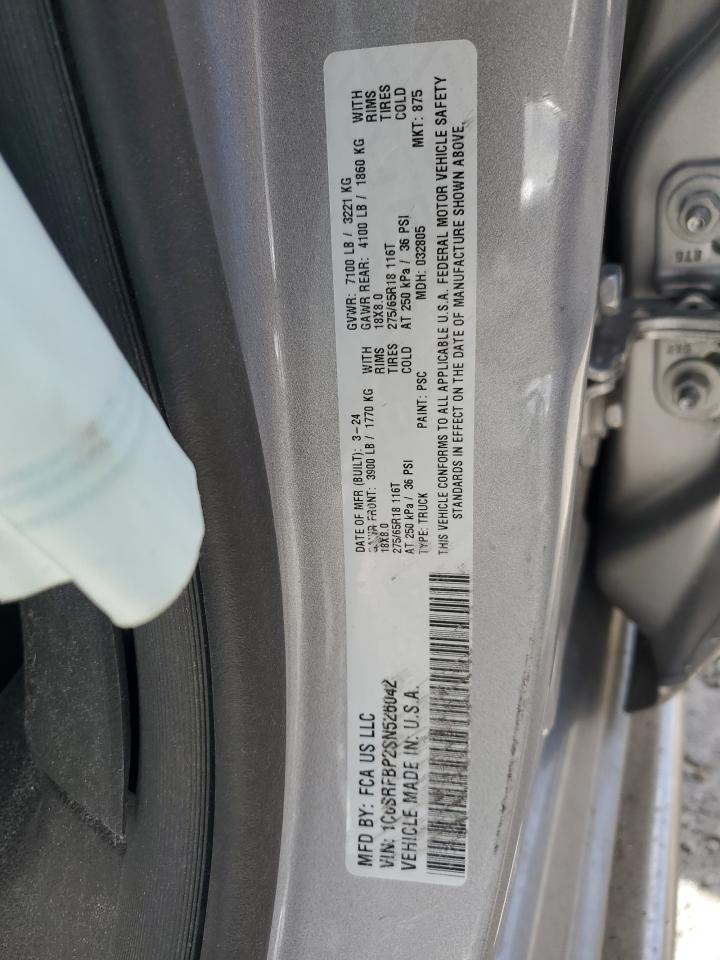 MFD BY: FCA US LLC
VIN: 1C6SRFBP2SN526042
VEHICLE MADE IN: U.S.A.
DATE OF MFR (BUILT): 3-24
GAWR FRONT: 3900 LB / 1770 KG WITH
18X8.0 RIMS
275/65R18 116T TIRES
AT 250 kPa / 36 PSI COLD
TYPE: TRUCK PAINT: PSC
GVWR: 7100 LB / 3221 KG
GAWR REAR: 4100 LB / 1860 KG WITH
18X8.0 RIMS
275/65R18 116T TIRES
AT 250 kPa / 36 PSI COLD
MDH: 032805 MKT: 875
THIS VEHICLE CONFORMS TO ALL APPLICABLE U.S.A. FEDERAL MOTOR VEHICLE SAFETY
STANDARDS IN EFFECT ON THE DATE OF MANUFACTURE SHOWN ABOVE.